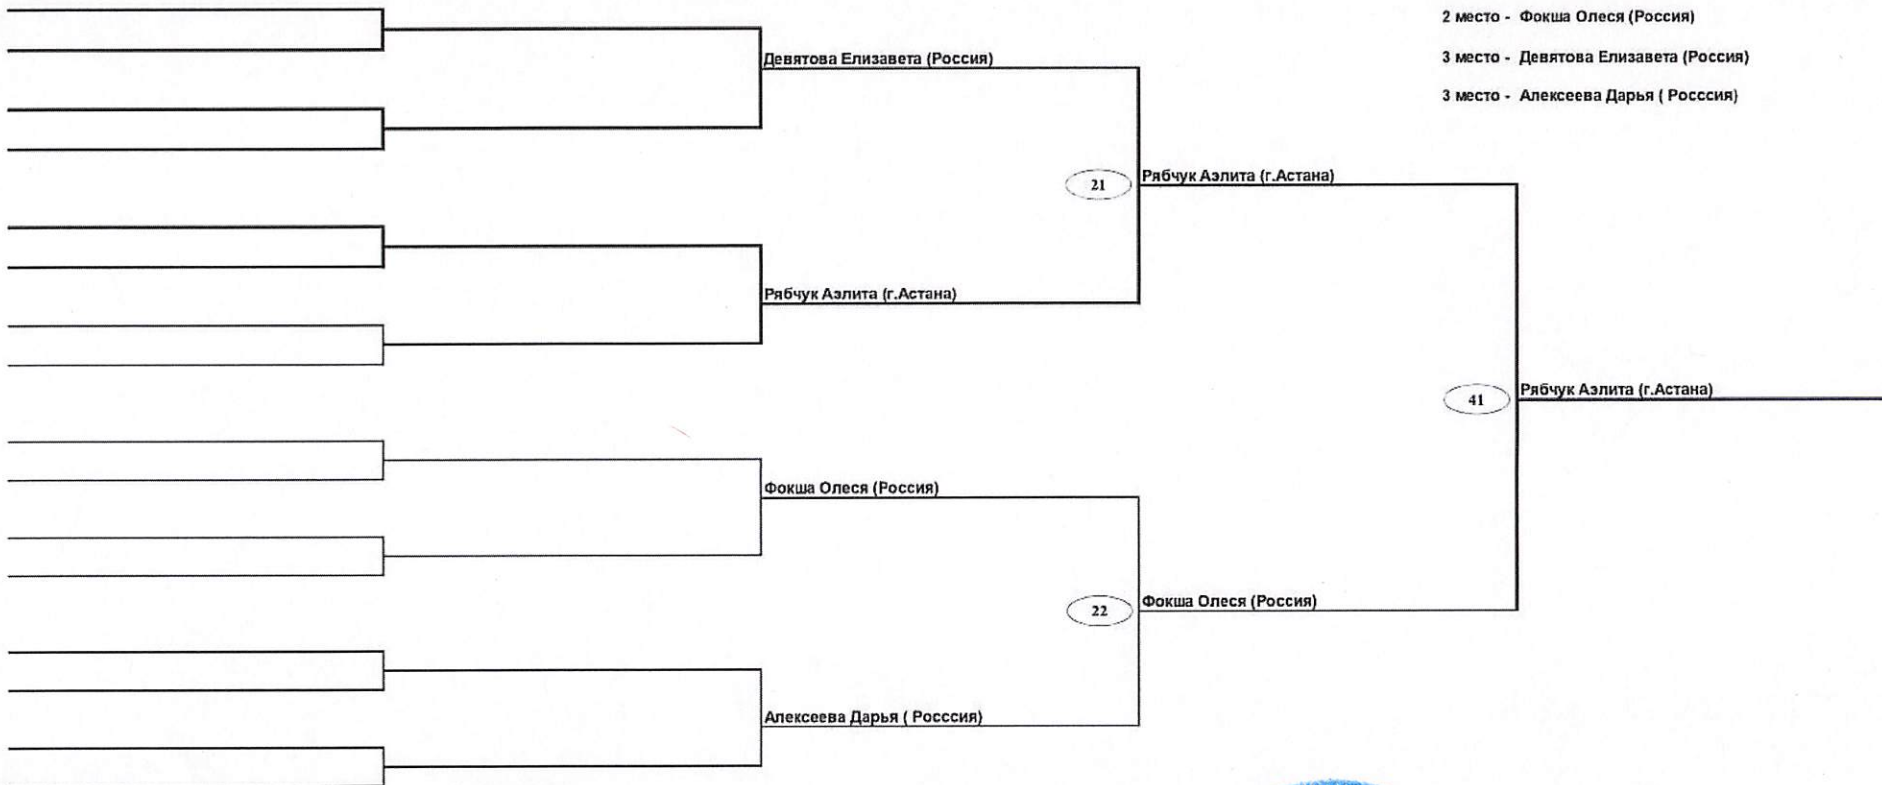 2 место - Фокша Олеся (Россия)
3 место - Девятова Елизавета (Россия)
3 место - Алексеева Дарья ( Росссия)
Девятова Елизавета (Россия)
21
Рябчук Аэлита (г.Астана)
Рябчук Аэлита (г.Астана)
41
Рябчук Аэлита (г.Астана)
Фокша Олеся (Россия)
22
Фокша Олеся (Россия)
Алексеева Дарья ( Росссия)